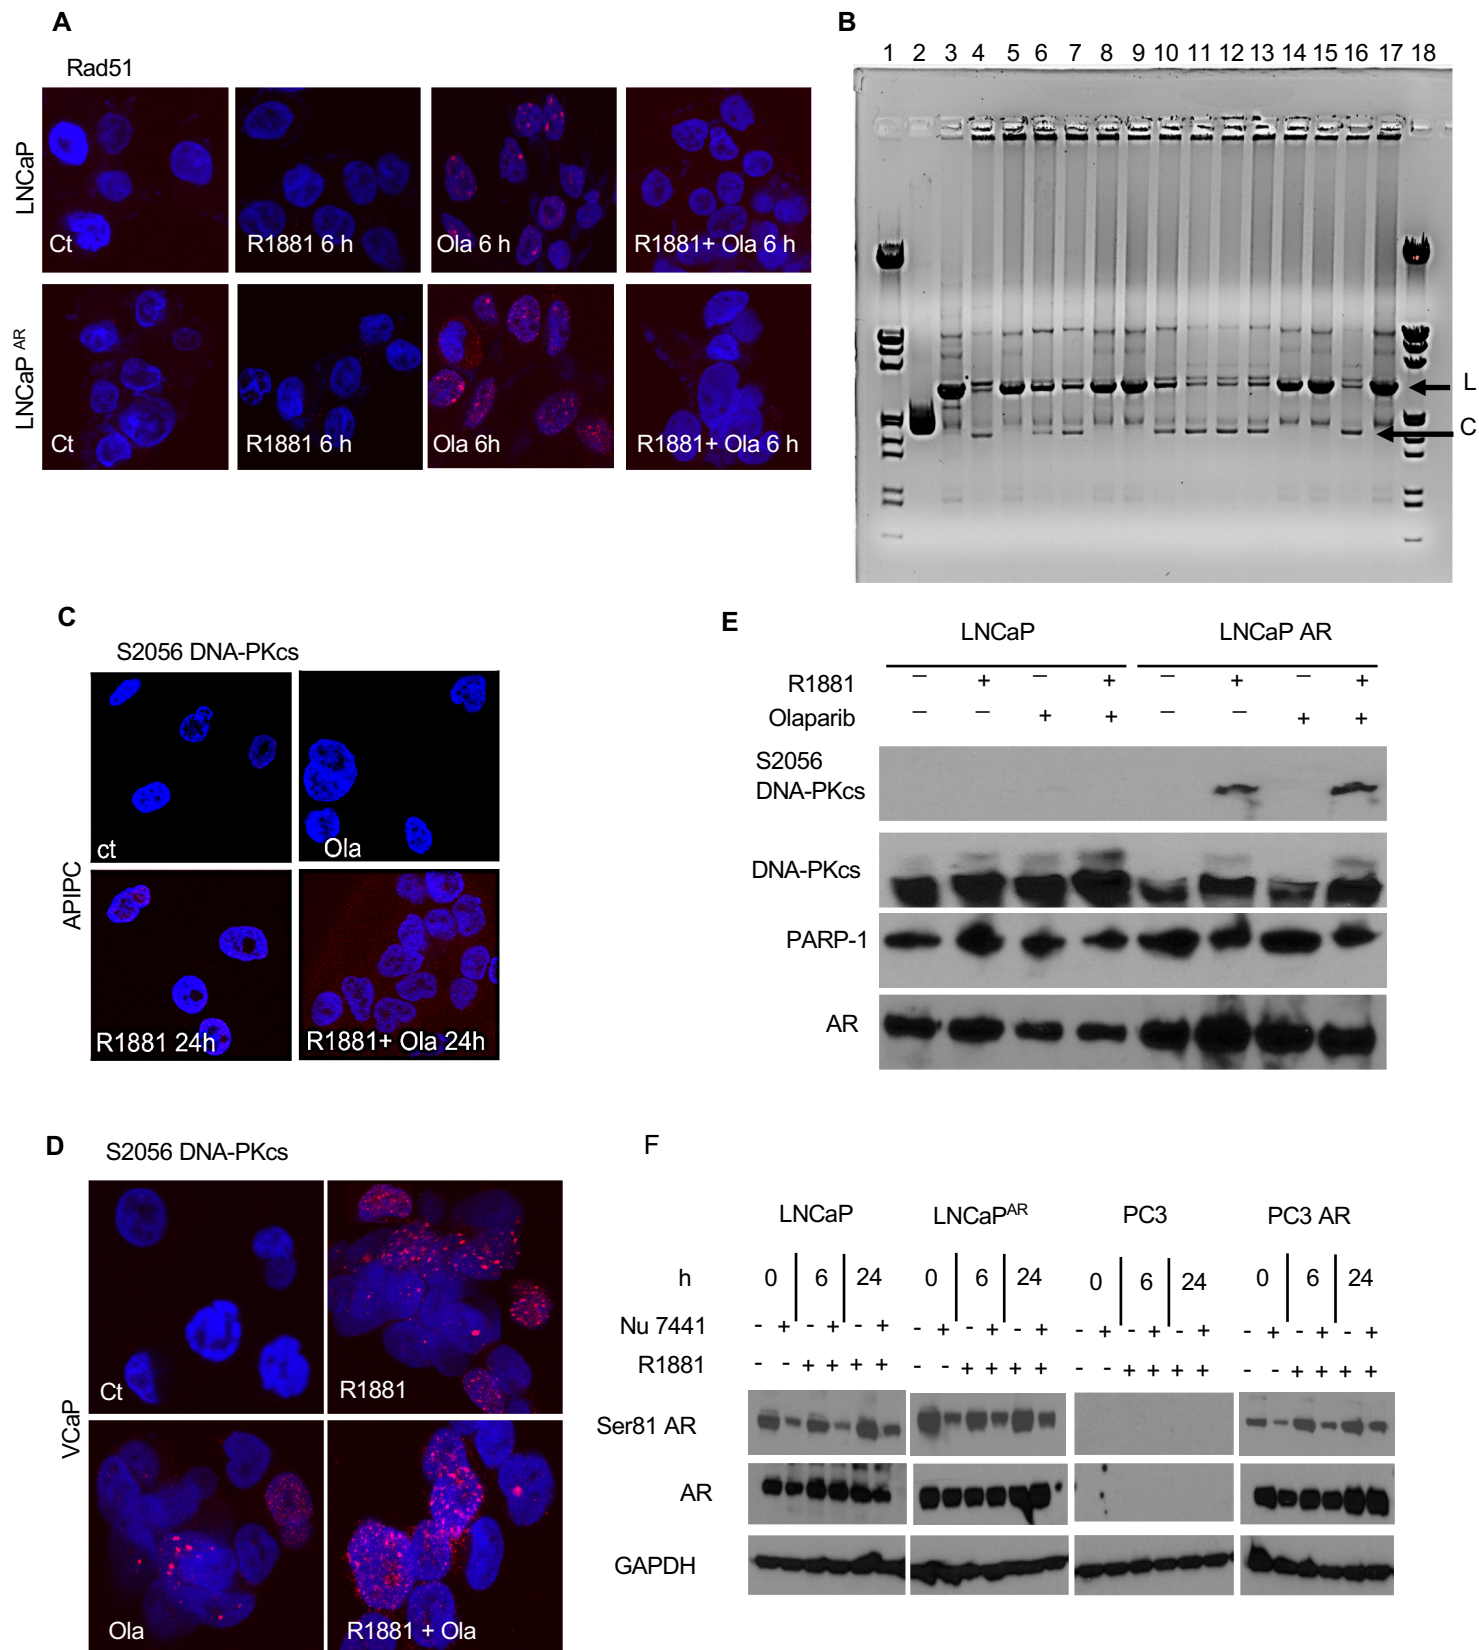 A
Rad51
LNCaP
Ct
R1881 6 h
Ola 6 h
R1881+ Ola 6 h
LNCaP AR
Ct
R1881 6 h
Ola 6h
R1881+ Ola 6 h
B
1 2 3 4 5 6 7 8 9 10 11 12 13 14 15 16 17 18
L
C
C
S2056 DNA-PKcs
APIPC
ct
Ola
R1881 24h
R1881+ Ola 24h
D
S2056 DNA-PKcs
VCaP
Ct
R1881
Ola
R1881 + Ola
E
LNCaP LNCaP AR
R1881 − + − + − + − +
Olaparib − − + + − − + +
S2056
DNA-PKcs
DNA-PKcs
PARP-1
AR
F
LNCaP LNCaPAR PC3 PC3 AR
h 0 6 24 0 6 24 0 6 24 0 6 24
Nu 7441 - + - + - + - + - + - + - + - + - + - + - + - +
R1881 - - + + + + - - + + + + - - + + + + - - + + + +
Ser81 AR
AR
GAPDH